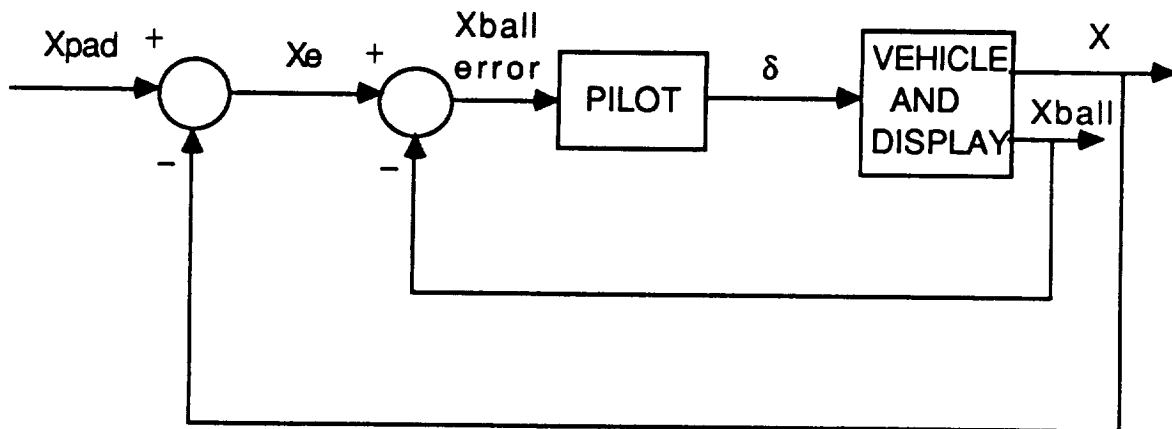 Xpad
+
−
Xe
+
−
Xball
error
PILOT
δ
VEHICLE
AND
DISPLAY
X
Xball